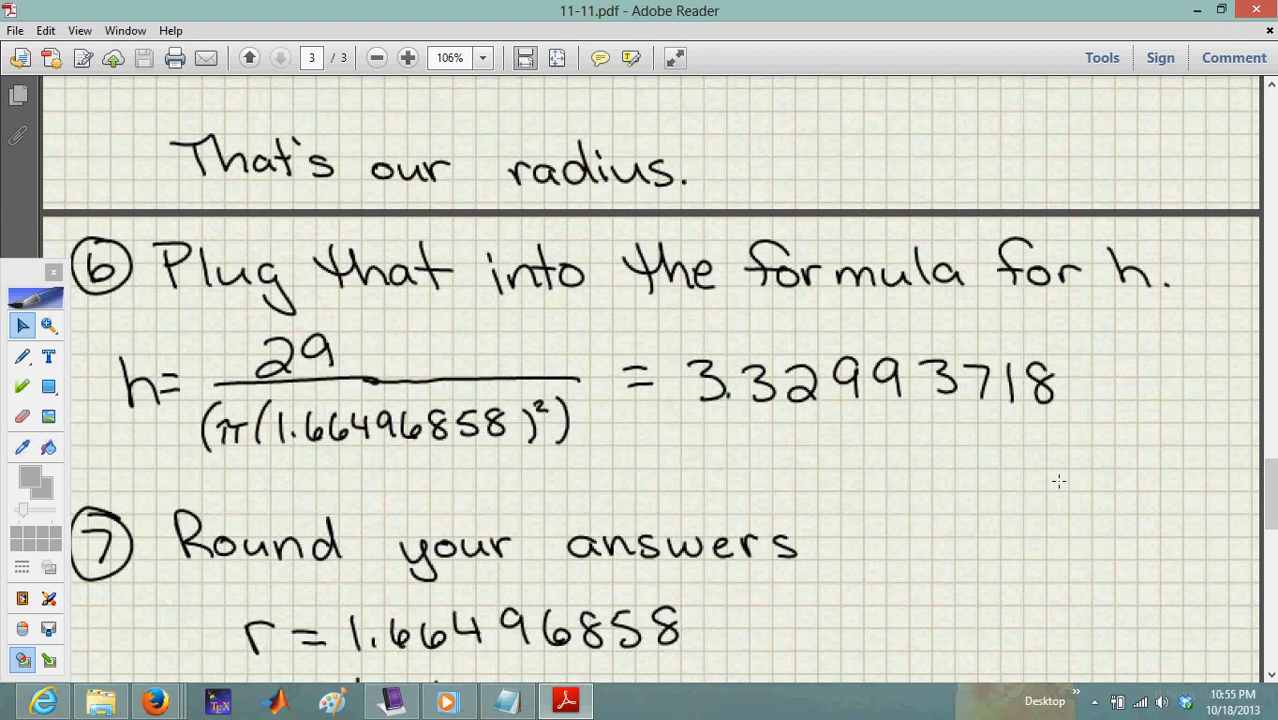 11-11.pdf - Adobe Reader
File Edit View Window Help
3 / 3 106% Tools Sign Comment
That's our radius.
⑥ Plug that into the formula for h.
h= 29
(π(1.66496858)²) = 3.32993718
⑦ Round your answers
r = 1.66496858
10:55 PM
Desktop
10/18/2013